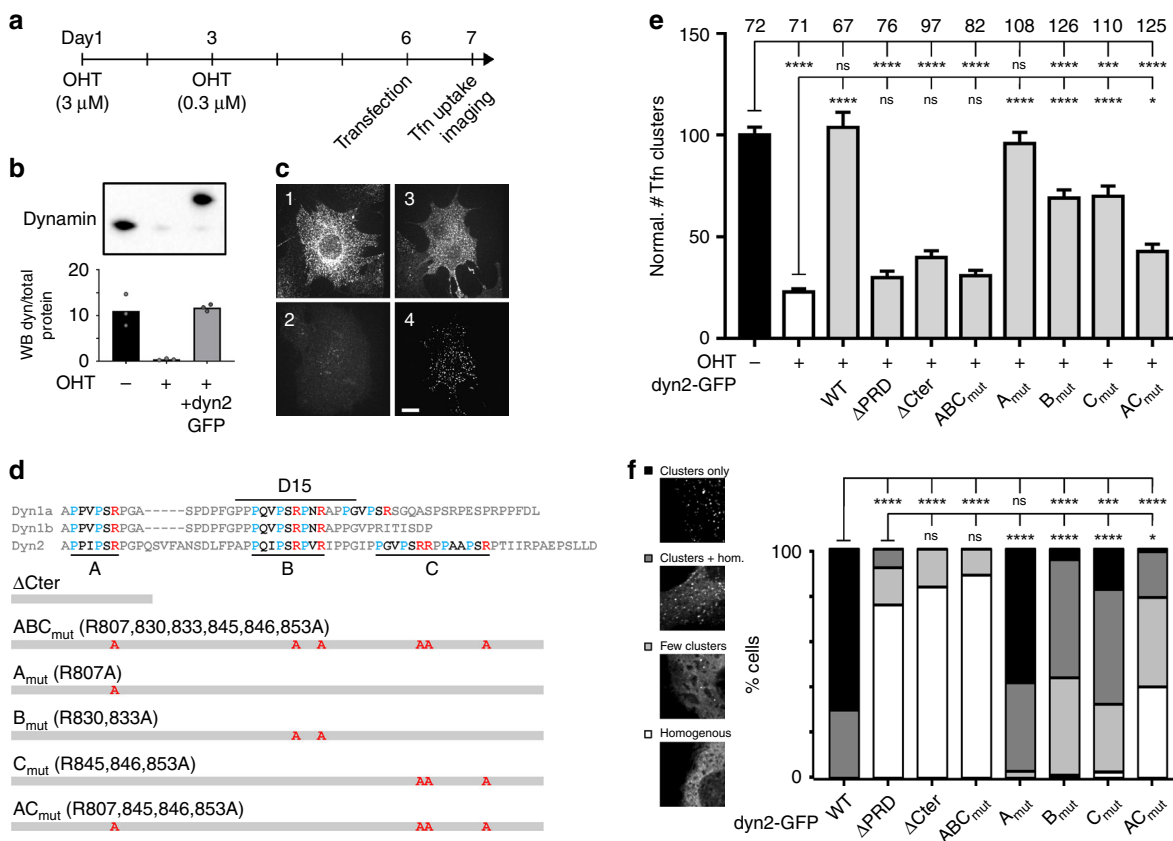 a
Day1 3 6 7
OHT (3 μM)
OHT (0.3 μM)
Transfection
Tfn uptake imaging
b
Dynamin
WB dyn/total protein
20
10
0
OHT – + +
+dyn2 GFP
c
1
3
2
4
d
D15
Dyn1a APPVPSRPGA-----SPDPFGPPPQVPSRPNRAPPGVPSRSGQASPSRPESPRPPFDL
Dyn1b APPVPSRPGA-----SPDPFGPPPQVPSRPNRAPPGVPRITISDP
Dyn2 APPIPSRPGPQSVFANSDLFPAPPQIPSRPVRIPPGIPPGVPSRRPPAAPSRPTIIRPAEPSLLD
A B C
ΔCter
ABCmut (R807,830,833,845,846,853A)
A A A AA A
Amut (R807A)
A
Bmut (R830,833A)
A A
Cmut (R845,846,853A)
AA A
ACmut (R807,845,846,853A)
A AA A
e
72 71 67 76 97 82 108 126 110 125
**** ns **** **** **** ns **** *** ****
**** ns ns ns **** **** **** *
Normal. # Tfn clusters
150
100
50
0
OHT – + + + + + + + + +
dyn2-GFP WT ΔPRD ΔCter ABCmut Amut Bmut Cmut ACmut
f
Clusters only
Clusters + hom.
Few clusters
Homogenous
**** **** **** ns **** *** ****
ns ns **** **** **** *
% cells
100
0
dyn2-GFP WT ΔPRD ΔCter ABCmut Amut Bmut Cmut ACmut